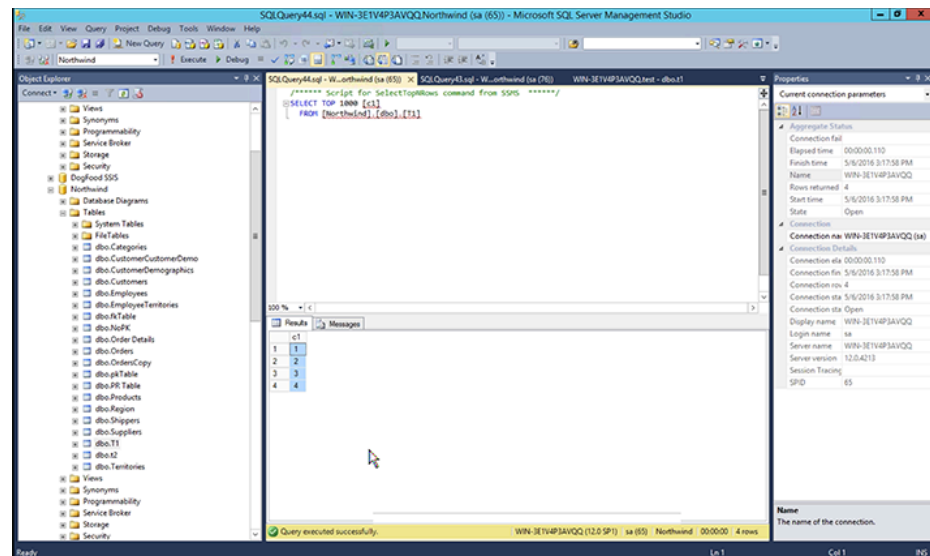 SQLQuery44.sql - WIN-3E1V4P3AVQQ.Northwind (sa (65)) - Microsoft SQL Server Management Studio
File Edit View Query Project Debug Tools Window Help
New Query
Northwind Execute Debug
Object Explorer
Connect
Views
Synonyms
Programmability
Service Broker
Storage
Security
DogFood SSIS
Northwind
Database Diagrams
Tables
System Tables
FileTables
dbo.Categories
dbo.CustomerCustomerDemo
dbo.CustomerDemographics
dbo.Customers
dbo.Employees
dbo.EmployeeTerritories
dbo.fkTable
dbo.NoPK
dbo.Order Details
dbo.Orders
dbo.OrdersCopy
dbo.pkTable
dbo.PR Table
dbo.Products
dbo.Region
dbo.Shippers
dbo.Suppliers
dbo.T1
dbo.t2
dbo.Territories
Views
Synonyms
Programmability
Service Broker
Storage
Security
SQLQuery44.sql - W...orthwind (sa (65)) SQLQuery43.sql - W...orthwind (sa (76)) WIN-3E1V4P3AVQQ.test - dbo.t1
/****** Script for SelectTopNRows command from SSMS ******/
SELECT TOP 1000 [c1]
FROM [Northwind].[dbo].[T1]
100 %
Results Messages
c1
1 1
2 2
3 3
4 4
Query executed successfully. WIN-3E1V4P3AVQQ (12.0 SP1) sa (65) Northwind 00:00:00 4 rows
Properties
Current connection parameters
Aggregate Status
Connection fail
Elapsed time 00:00:00.110
Finish time 5/6/2016 3:17:58 PM
Name WIN-3E1V4P3AVQQ
Rows returned 4
Start time 5/6/2016 3:17:58 PM
State Open
Connection
Connection nar WIN-3E1V4P3AVQQ (sa)
Connection Details
Connection ela 00:00:00.110
Connection fin 5/6/2016 3:17:58 PM
Connection rov 4
Connection sta 5/6/2016 3:17:58 PM
Connection sta Open
Display name WIN-3E1V4P3AVQQ
Login name sa
Server name WIN-3E1V4P3AVQQ
Server version 12.0.4213
Session Tracing
SPID 65
Name
The name of the connection.
Ready Ln 1 Col 1 INS